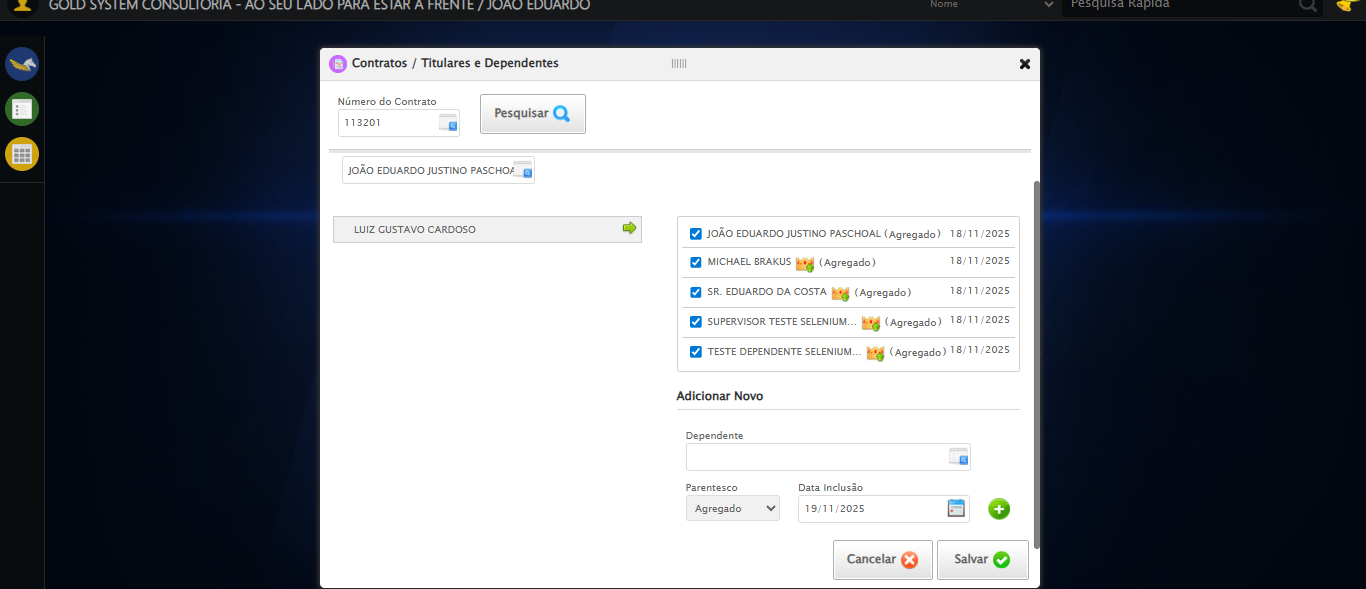 GOLD SYSTEM CONSULTORIA - AO SEU LADO PARA ESTAR À FRENTE / JOÃO EDUARDO
Nome
Pesquisa Rápida
Contratos / Titulares e Dependentes
Número do Contrato
113201
Pesquisar
JOÃO EDUARDO JUSTINO PASCHOA
LUIZ GUSTAVO CARDOSO
JOÃO EDUARDO JUSTINO PASCHOAL (Agregado) 18/11/2025
MICHAEL BRAKUS (Agregado) 18/11/2025
SR. EDUARDO DA COSTA (Agregado) 18/11/2025
SUPERVISOR TESTE SELENIUM... (Agregado) 18/11/2025
TESTE DEPENDENTE SELENIUM... (Agregado) 18/11/2025
Adicionar Novo
Dependente
Parentesco
Data Inclusão
Agregado
19/11/2025
Cancelar
Salvar